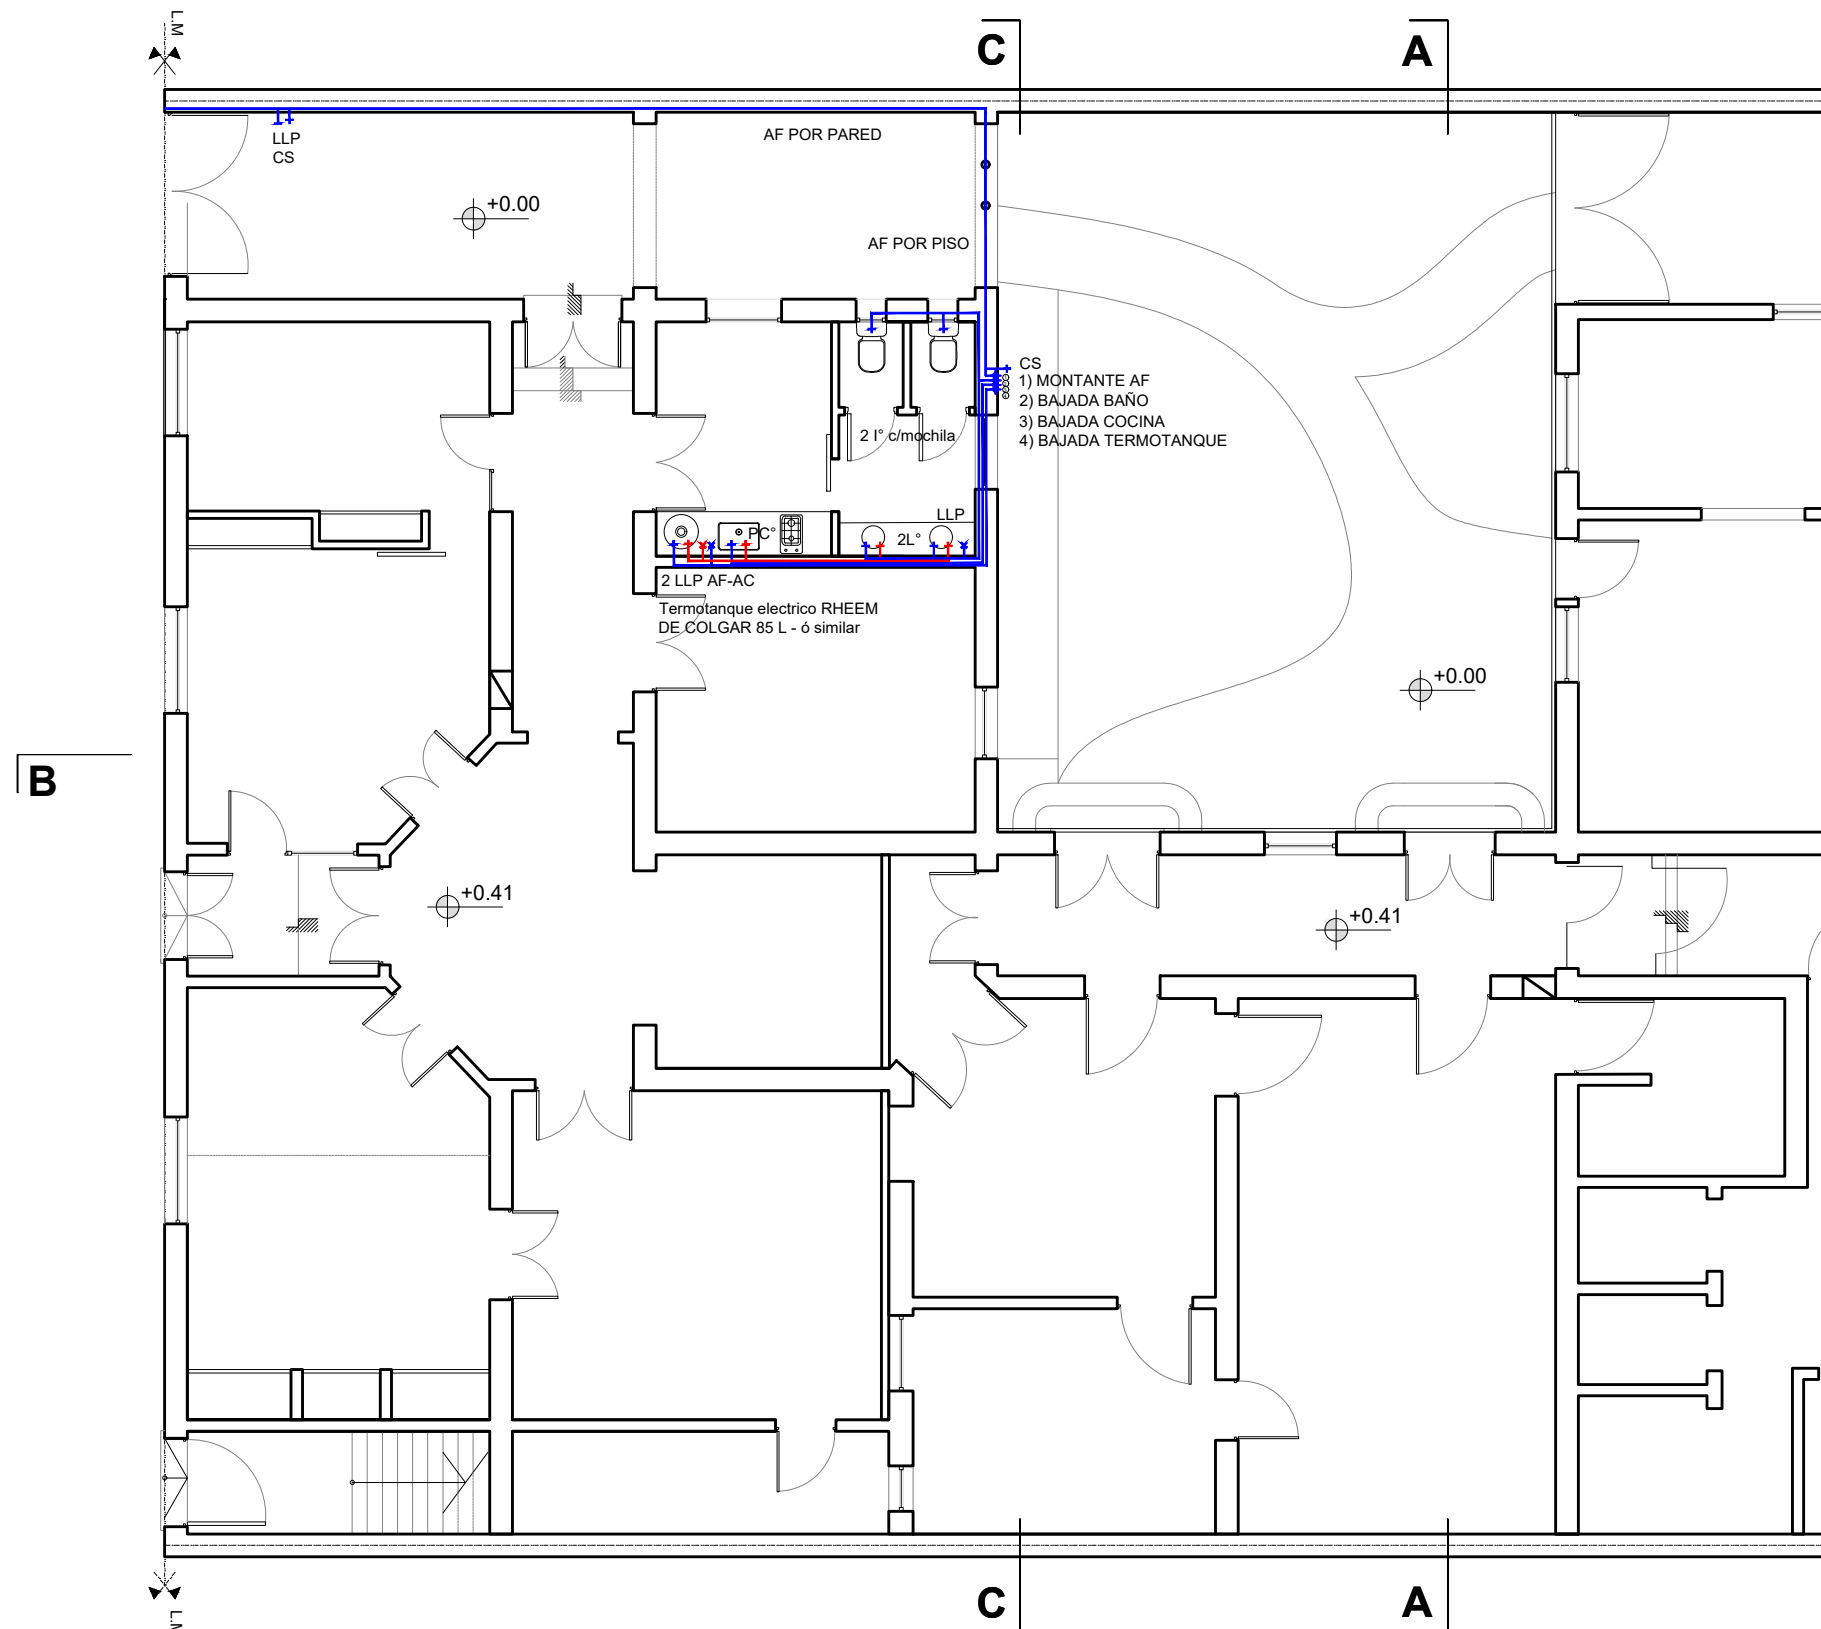 L.M
C
A
LLP
CS
AF POR PARED
+0.00
AF POR PISO
CS
1) MONTANTE AF
2) BAJADA BAÑO
3) BAJADA COCINA
4) BAJADA TERMOTANQUE
2 I° c/mochila
LLP
PC°
2L°
2 LLP AF-AC
Termotanque electrico RHEEM
DE COLGAR 85 L - ó similar
+0.00
B
+0.41
+0.41
C
A
L.M